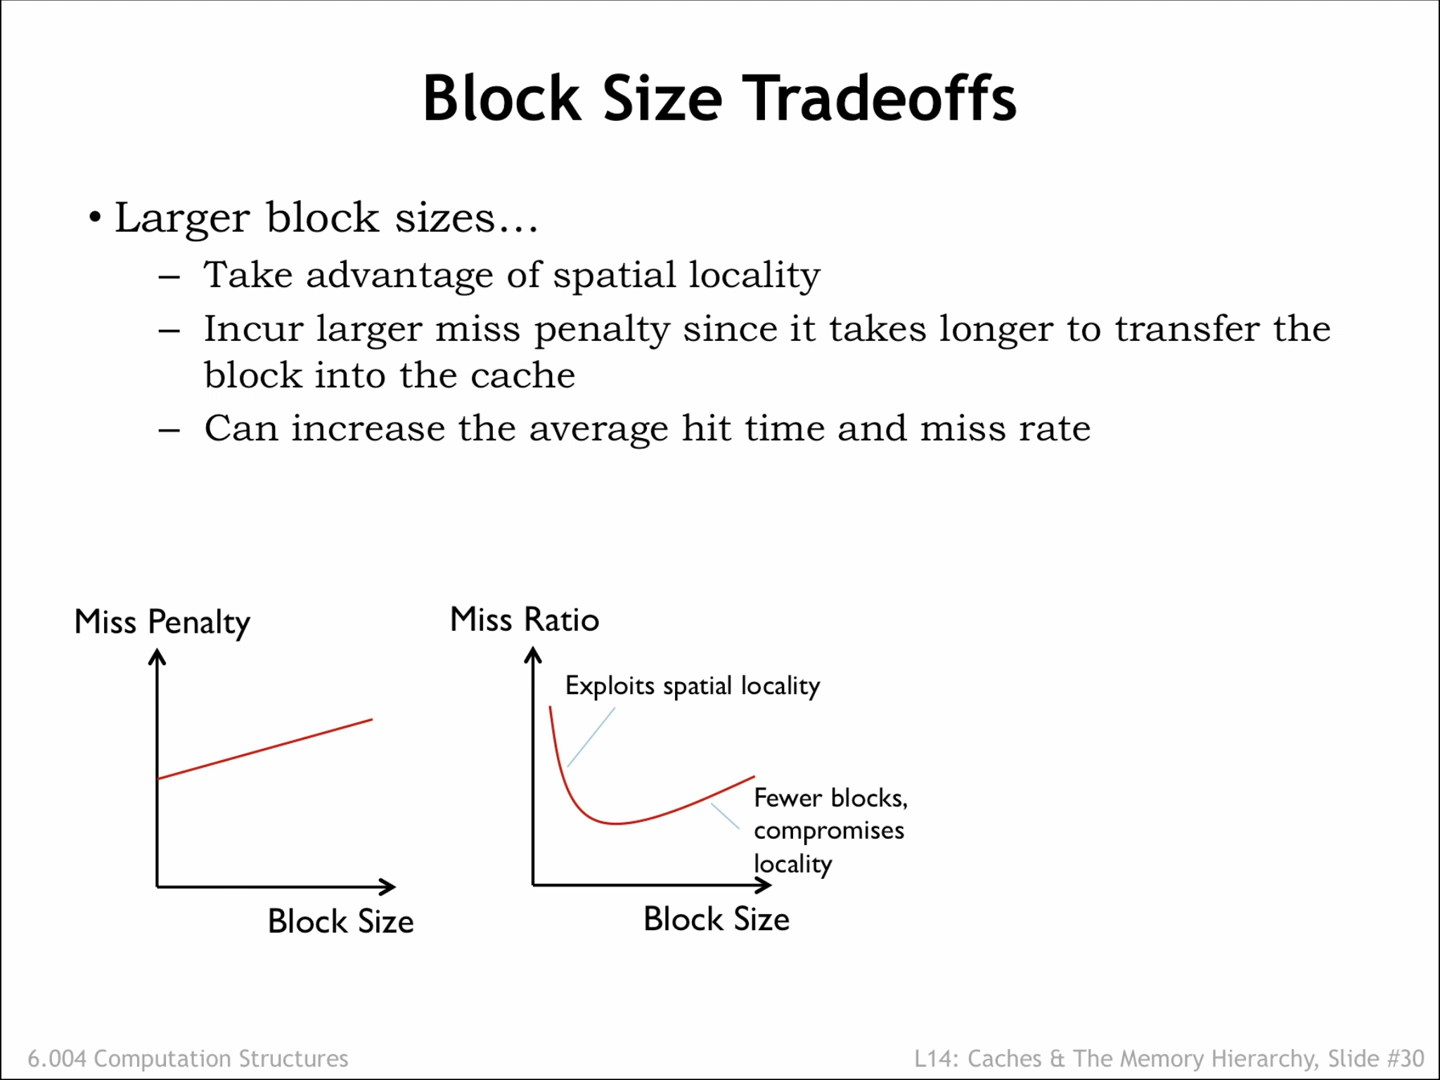 Block Size Tradeoffs
• Larger block sizes…
– Take advantage of spatial locality
– Incur larger miss penalty since it takes longer to transfer the
block into the cache
– Can increase the average hit time and miss rate
Miss Penalty
Block Size
Miss Ratio
Exploits spatial locality
Fewer blocks,
compromises
locality
Block Size
6.004 Computation Structures
L14: Caches & The Memory Hierarchy, Slide #30